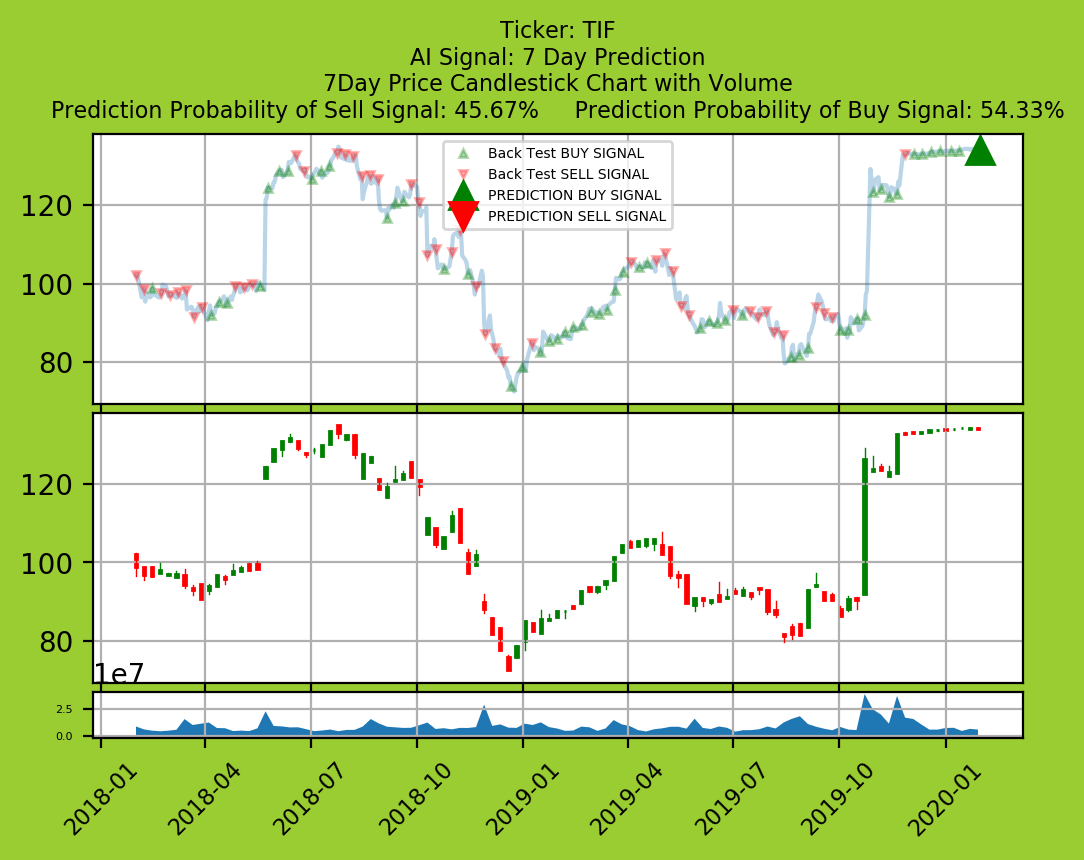 Ticker: TIF
AI Signal: 7 Day Prediction
7Day Price Candlestick Chart with Volume
Prediction Probability of Sell Signal: 45.67%     Prediction Probability of Buy Signal: 54.33%
Back Test BUY SIGNAL
Back Test SELL SIGNAL
PREDICTION BUY SIGNAL
PREDICTION SELL SIGNAL
120
100
80
120
100
80
1e7
2.5
0.0
2018-01
2018-04
2018-07
2018-10
2019-01
2019-04
2019-07
2019-10
2020-01